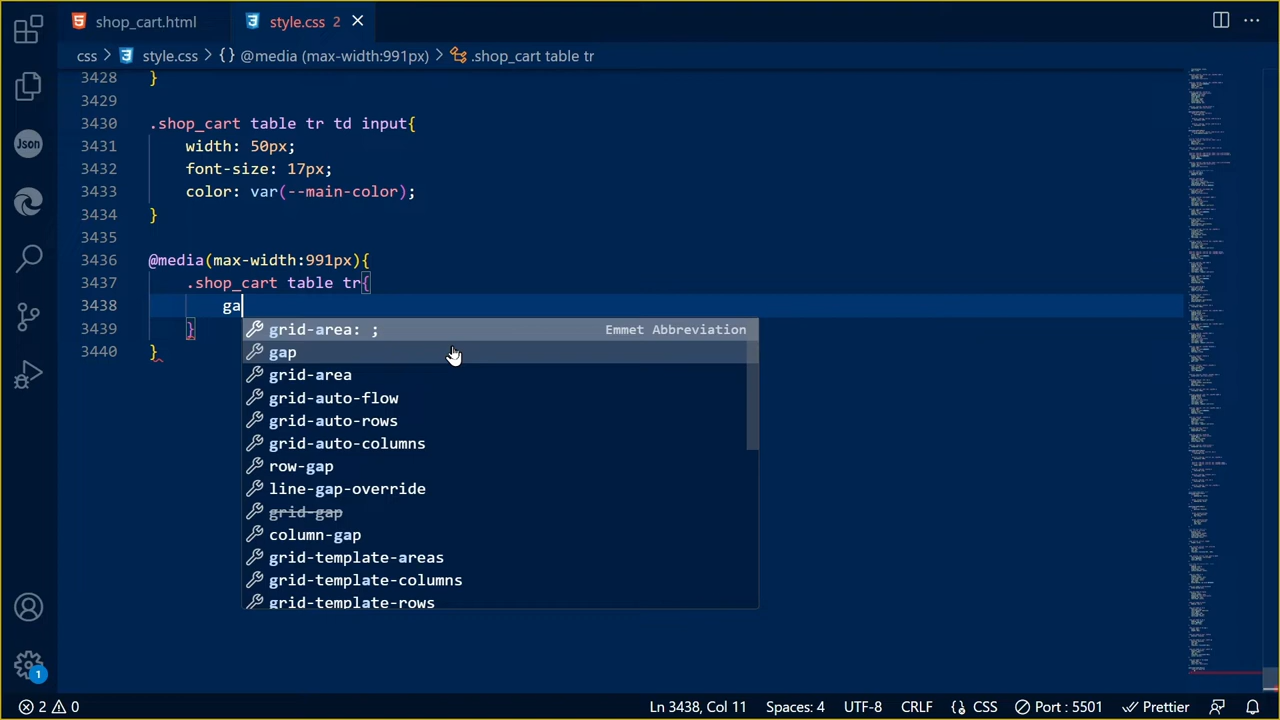 shop_cart.html
style.css 2
css > style.css > {} @media (max-width:991px) > .shop_cart table tr
3428 }
3429
3430 .shop_cart table tr td input{
3431 width: 50px;
3432 font-size: 17px;
3433 color: var(--main-color);
3434 }
3435
3436 @media(max-width:991px){
3437 .shop_cart table tr{
3438 ga
3439 }
3440 }
grid-area: ; Emmet Abbreviation
gap
grid-area
grid-auto-flow
grid-auto-rows
grid-auto-columns
row-gap
line-gap-override
grid-gap
column-gap
grid-template-areas
grid-template-columns
grid-template-rows
Json
1
2 0 Ln 3438, Col 11 Spaces: 4 UTF-8 CRLF CSS Port : 5501 Prettier